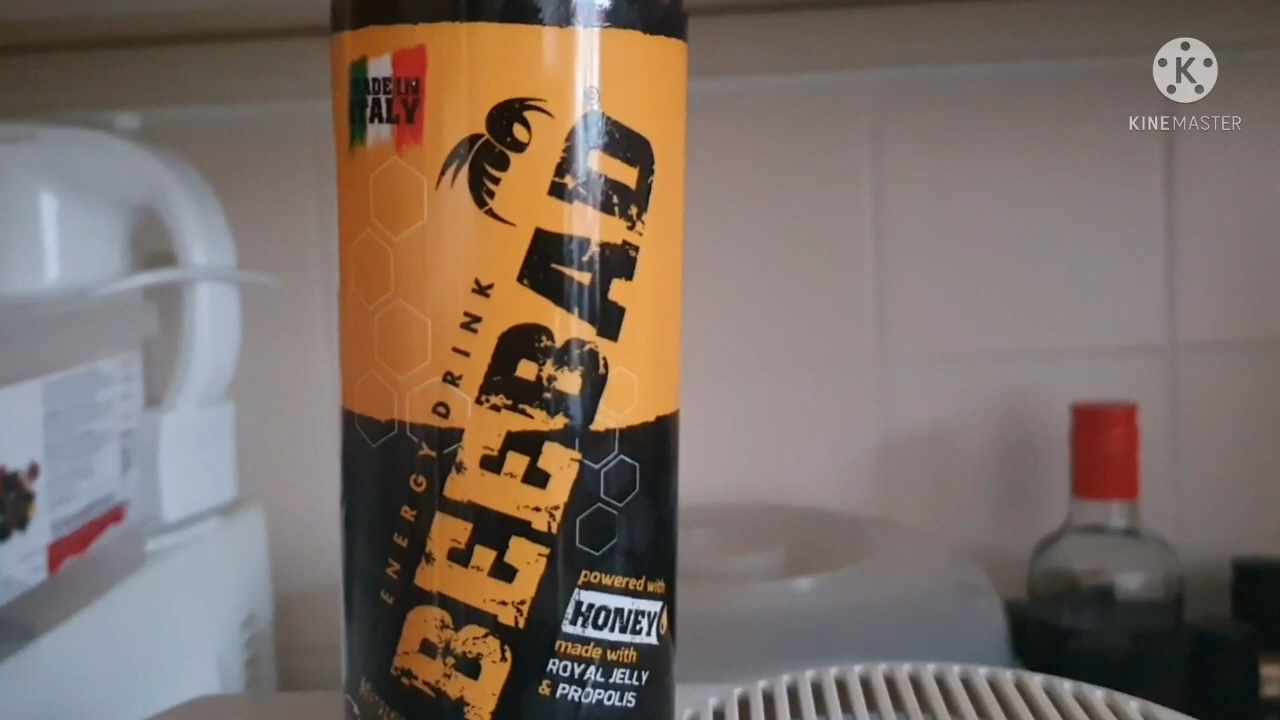 MADE IN
ITALY
KINEMASTER
BEEBAD®
ENERGY DRINK
powered with
HONEY
made with
ROYAL JELLY
& PROPOLIS